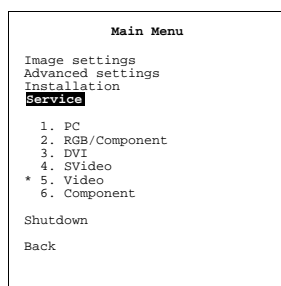 Main Menu
Image settings
Advanced settings
Installation
Service
1. PC
2. RGB/Component
3. DVI
4. SVideo
* 5. Video
6. Component
Shutdown
Back